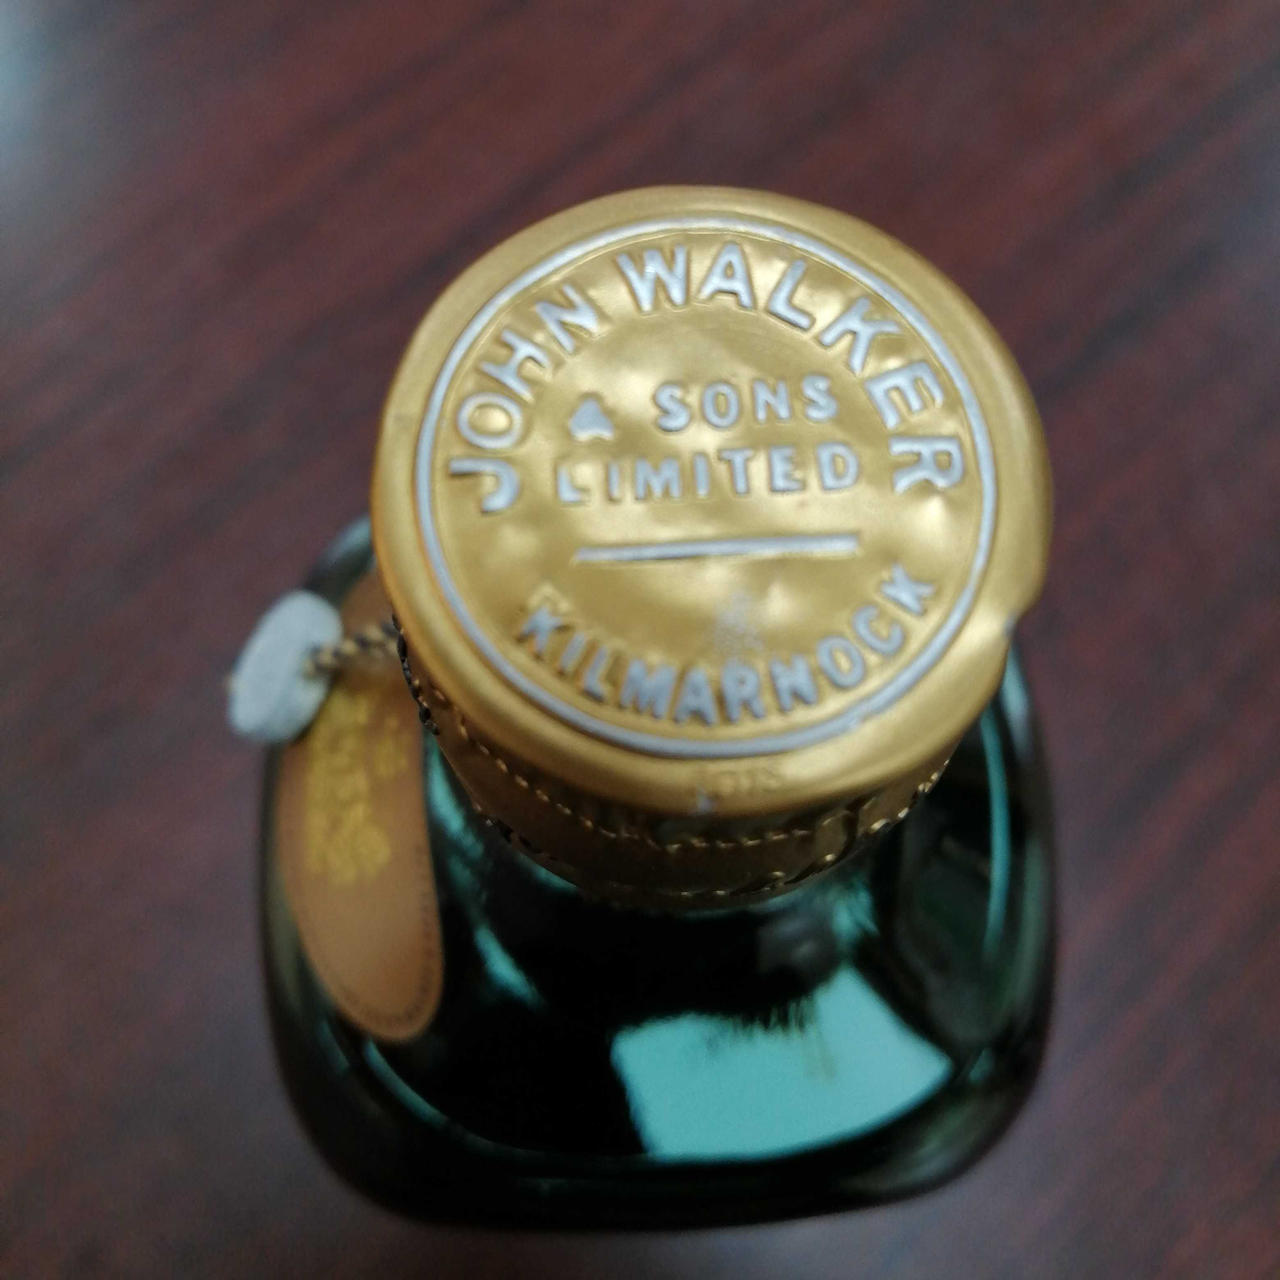 JOHN WALKER
& SONS
LIMITED
KILMARNOCK